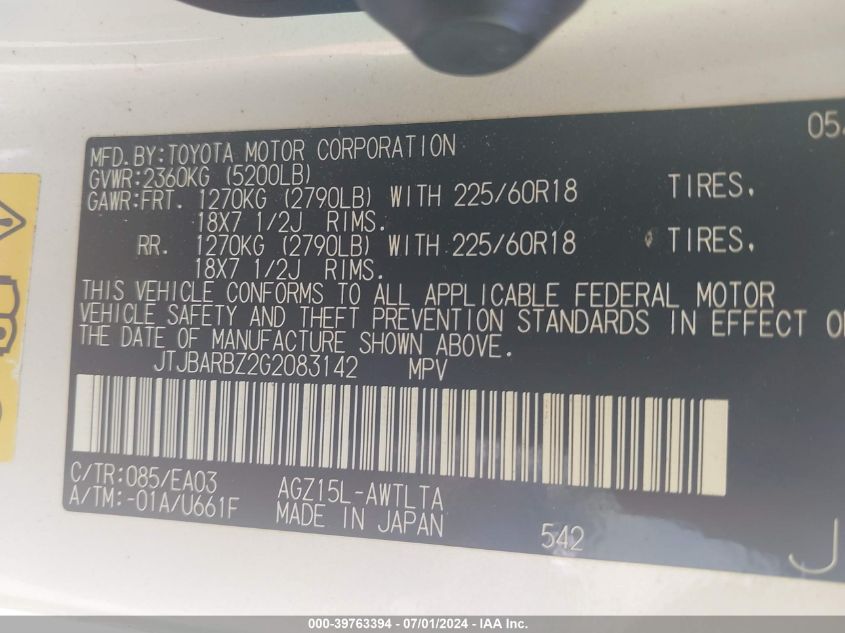 05
MFD.BY:TOYOTA MOTOR CORPORATION
GVWR:2360KG (5200LB)
GAWR:FRT. 1270KG (2790LB) WITH 225/60R18 TIRES.
18X7 1/2J RIMS.
RR. 1270KG (2790LB) WITH 225/60R18 TIRES.
18X7 1/2J RIMS.
THIS VEHICLE CONFORMS TO ALL APPLICABLE FEDERAL MOTOR
VEHICLE SAFETY AND THEFT PREVENTION STANDARDS IN EFFECT
THE DATE OF MANUFACTURE SHOWN ABOVE.
JTJBARBZ2G2083142 MPV
C/TR:085/EA03 AGZ15L-AWTLTA
A/TM:-01A/U661F MADE IN JAPAN
542
J
000-39763394 - 07/01/2024 - IAA Inc.